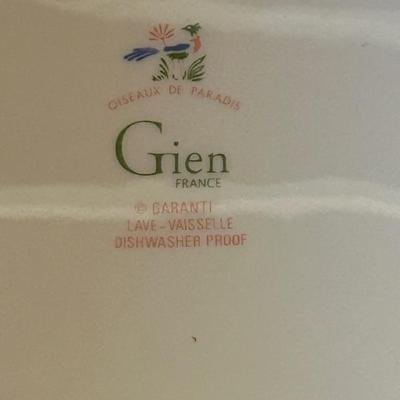 OISEAUX DE PARADIS
Gien
FRANCE
© GARANTI
LAVE-VAISSELLE
DISHWASHER PROOF